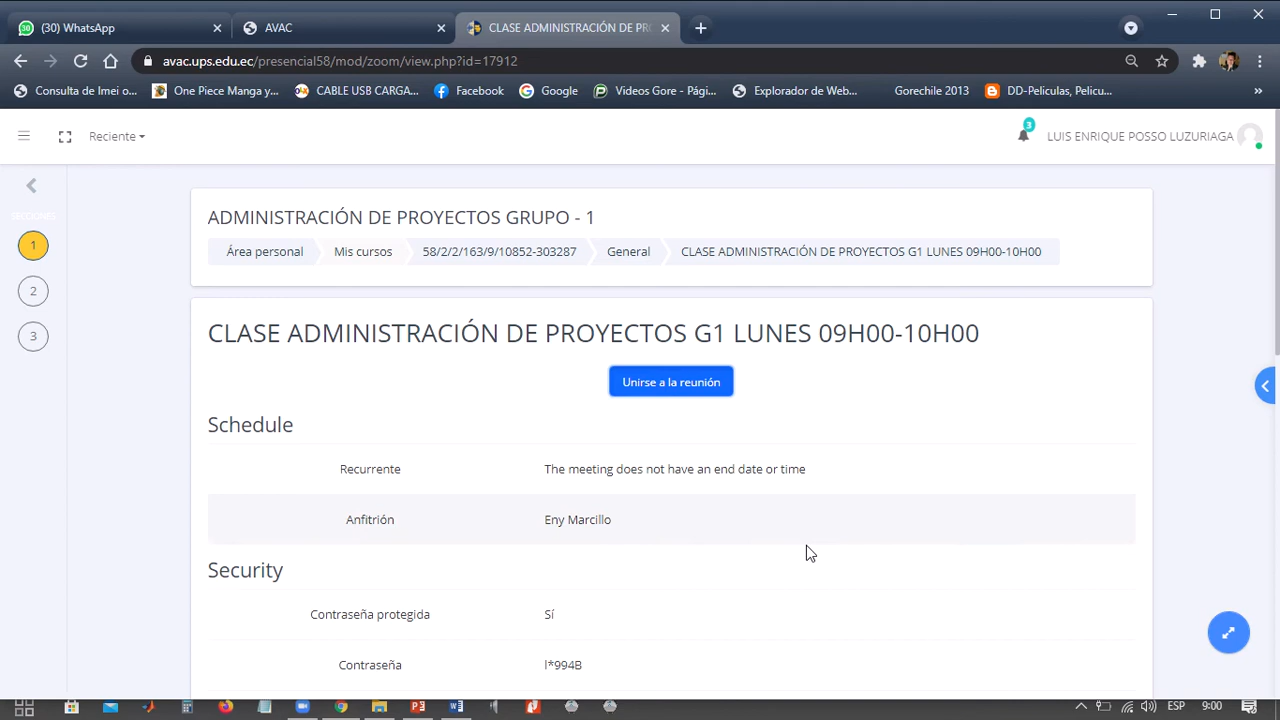 (30) WhatsApp
AVAC
CLASE ADMINISTRACIÓN DE PR
avac.ups.edu.ec/presencial58/mod/zoom/view.php?id=17912
Consulta de Imei o...
One Piece Manga y...
CABLE USB CARGA...
Facebook
Google
Videos Gore - Pági...
Explorador de Web...
Gorechile 2013
DD-Peliculas, Pelicu...
»
Reciente
3
LUIS ENRIQUE POSSO LUZURIAGA
SECCIONES
1
2
3
ADMINISTRACIÓN DE PROYECTOS GRUPO - 1
Área personal
Mis cursos
58/2/2/163/9/10852-303287
General
CLASE ADMINISTRACIÓN DE PROYECTOS G1 LUNES 09H00-10H00
CLASE ADMINISTRACIÓN DE PROYECTOS G1 LUNES 09H00-10H00
Unirse a la reunión
Schedule
Recurrente The meeting does not have an end date or time
Anfitrión Eny Marcillo
Security
Contraseña protegida Sí
Contraseña l*994B
ESP 9:00